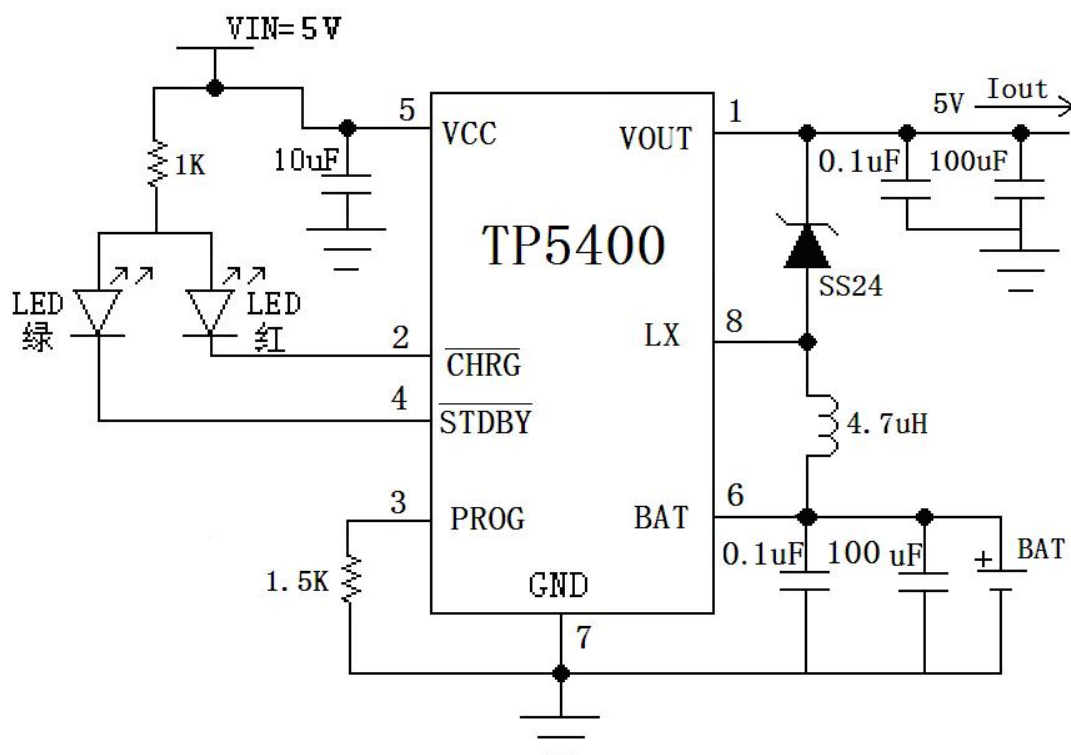 VIN=5V
5V Iout
5 VCC VOUT 1
1K 10uF 0.1uF 100uF
TP5400
SS24
LED LED
绿 红
LX 8
2 CHRG
4 STDBY
4.7uH
3 PROG BAT 6
0.1uF 100 uF + BAT
1.5K
GND
7